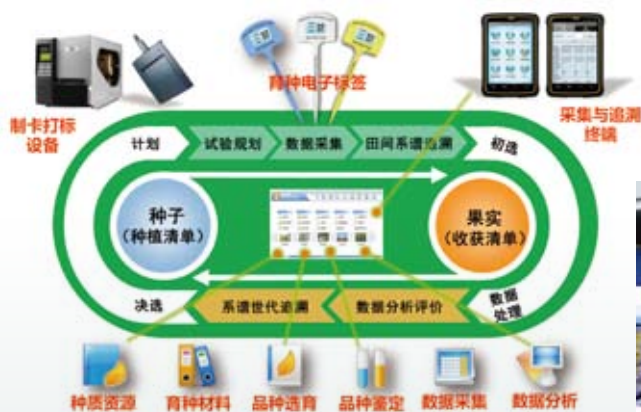 育种电子标签
制卡打标
设备
采集与追溯
终端
计划
试验规划
数据采集
田间系谱追溯
初选
种子
(种植清单)
果实
(收获清单)
决选
系谱世代追溯
数据分析评价
数据
处理
种质资源
育种材料
品种选育
品种鉴定
数据采集
数据分析